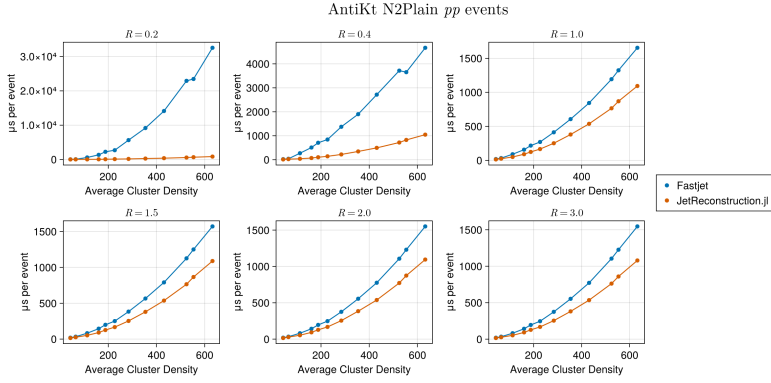 AntiKt N2Plain pp events
R = 0.2
R = 0.4
R = 1.0
µs per event
3.0×10⁴
2.0×10⁴
1.0×10⁴
0
200
400
600
Average Cluster Density
µs per event
4000
3000
2000
1000
0
200
400
600
Average Cluster Density
µs per event
1500
1000
500
0
200
400
600
Average Cluster Density
Fastjet
JetReconstruction.jl
R = 1.5
R = 2.0
R = 3.0
µs per event
1500
1000
500
0
200
400
600
Average Cluster Density
µs per event
1500
1000
500
0
200
400
600
Average Cluster Density
µs per event
1500
1000
500
0
200
400
600
Average Cluster Density